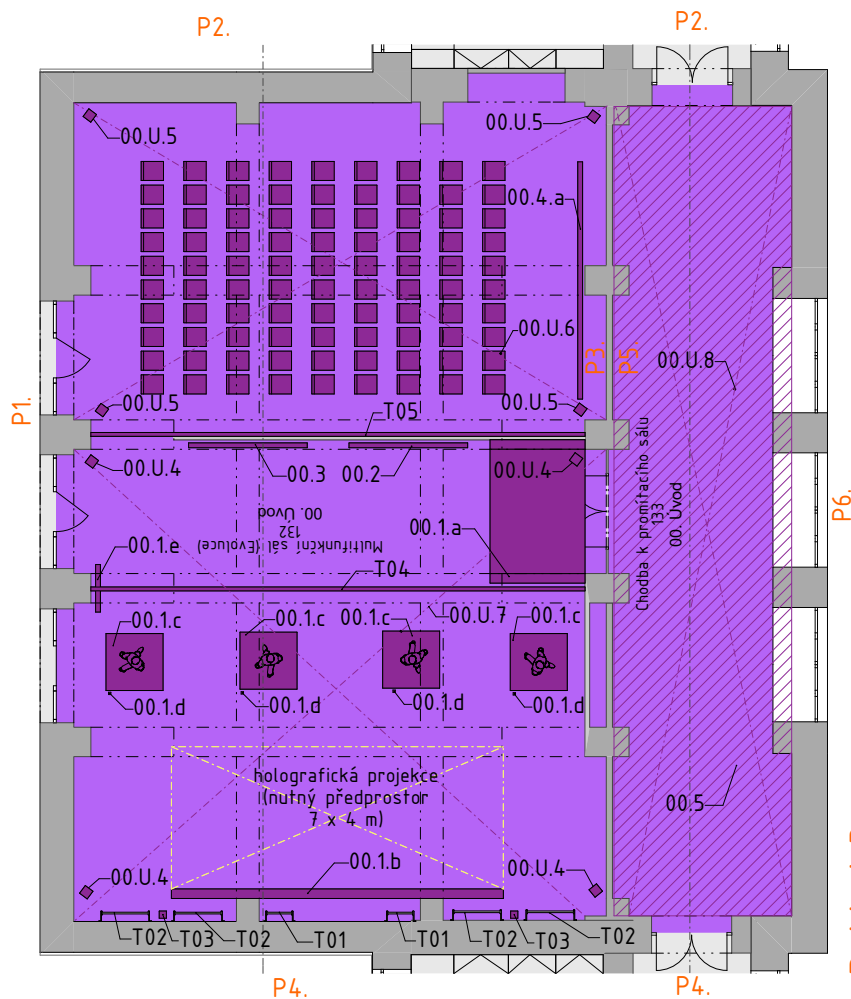 P2.
P2.
00.U.5
00.U.5
00.4.a
00.U.6
P3.
P5.
00.U.8
P1.
00.U.5
00.U.5
T05
00.U.4
00.3
00.2
00.U.4
P6.
Multifunkční sál (Evoluce)
132
00. Úvod
00.1.a
Chodba k promítacího sálu
133
00. Úvod
00.1.e
T04
00.1.c
00.1.c
00.1.c
00.U.7
00.1.c
00.1.d
00.1.d
00.1.d
00.1.d
holografická projekce
(nutný předprostor
7 x 4 m)
00.5
00.U.4
00.1.b
00.U.4
T02
T03
T02
T01
T01
T02
T03
T02
P4.
P4.